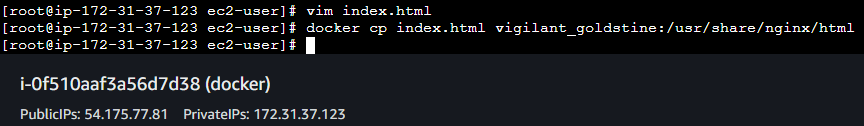 [root@ip-172-31-37-123 ec2-user]# vim index.html
[root@ip-172-31-37-123 ec2-user]# docker cp index.html vigilant_goldstine:/usr/share/nginx/html
[root@ip-172-31-37-123 ec2-user]#
i-0f510aaf3a56d7d38 (docker)
PublicIPs: 54.175.77.81 PrivateIPs: 172.31.37.123